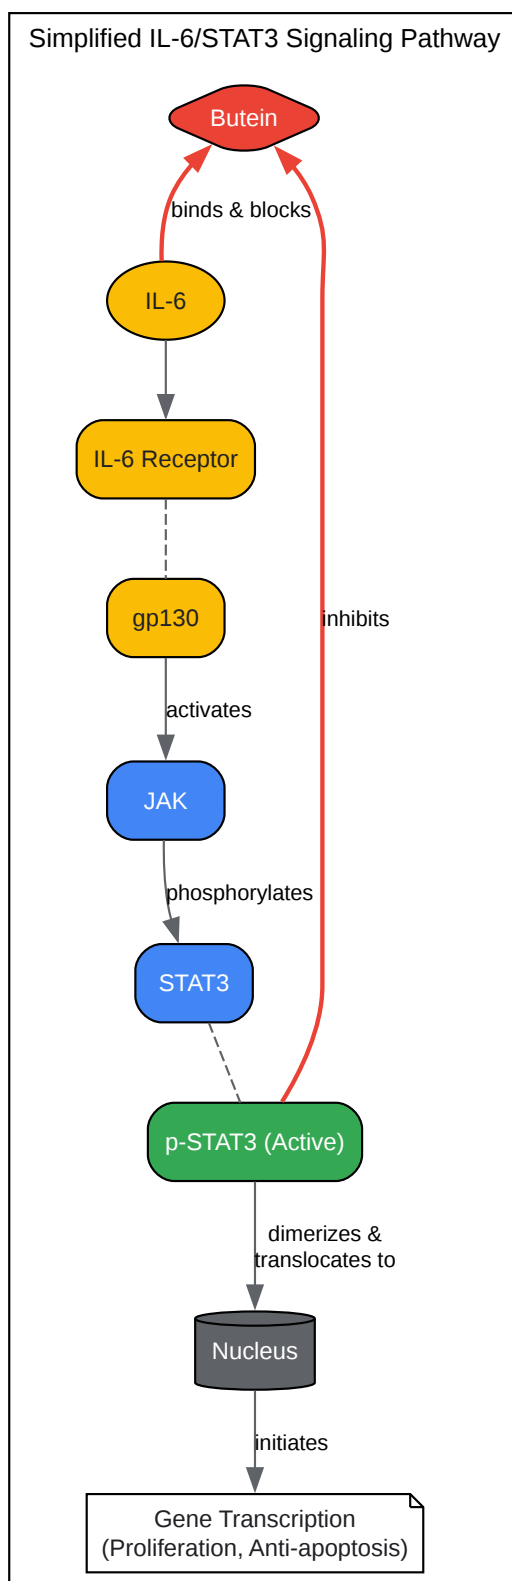 Simplified IL-6/STAT3 Signaling Pathway
Butein
binds & blocks
IL-6
IL-6 Receptor
gp130
inhibits
activates
JAK
phosphorylates
STAT3
p-STAT3 (Active)
dimerizes &
translocates to
Nucleus
initiates
Gene Transcription
(Proliferation, Anti-apoptosis)